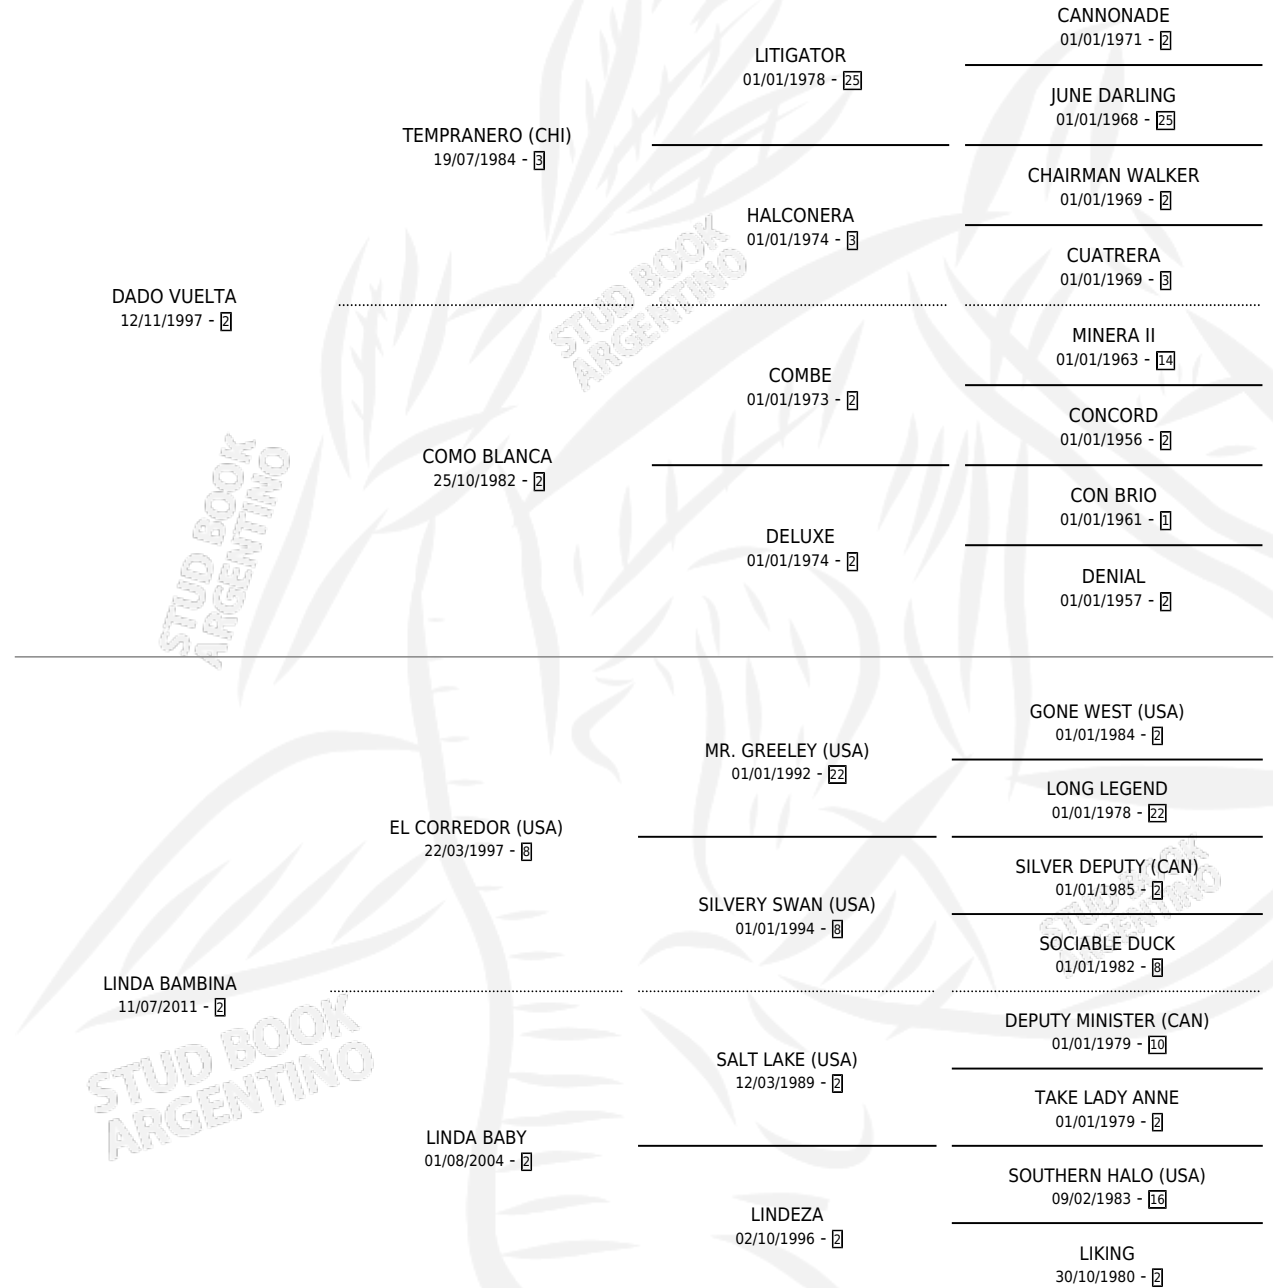 CANNONADE
01/01/1971 - 2
LITIGATOR
01/01/1978 - 25
JUNE DARLING
01/01/1968 - 25
TEMPRANERO (CHI)
19/07/1984 - 3
CHAIRMAN WALKER
01/01/1969 - 2
HALCONERA
01/01/1974 - 3
CUATRERA
01/01/1969 - 3
DADO VUELTA
12/11/1997 - 2
MINERA II
01/01/1963 - 14
COMBE
01/01/1973 - 2
CONCORD
01/01/1956 - 2
COMO BLANCA
25/10/1982 - 2
CON BRIO
01/01/1961 - 1
DELUXE
01/01/1974 - 2
DENIAL
01/01/1957 - 2
STUD BOOK
ARGENTINO
STUD BOOK
ARGENTINO
GONE WEST (USA)
01/01/1984 - 2
MR. GREELEY (USA)
01/01/1992 - 22
LONG LEGEND
01/01/1978 - 22
EL CORREDOR (USA)
22/03/1997 - 8
SILVER DEPUTY (CAN)
01/01/1985 - 2
SILVERY SWAN (USA)
01/01/1994 - 8
SOCIABLE DUCK
01/01/1982 - 8
LINDA BAMBINA
11/07/2011 - 2
DEPUTY MINISTER (CAN)
01/01/1979 - 10
SALT LAKE (USA)
12/03/1989 - 2
TAKE LADY ANNE
01/01/1979 - 2
LINDA BABY
01/08/2004 - 2
SOUTHERN HALO (USA)
09/02/1983 - 16
LINDEZA
02/10/1996 - 2
LIKING
30/10/1980 - 2
STUD BOOK
ARGENTINO
STUD BOOK
ARGENTINO